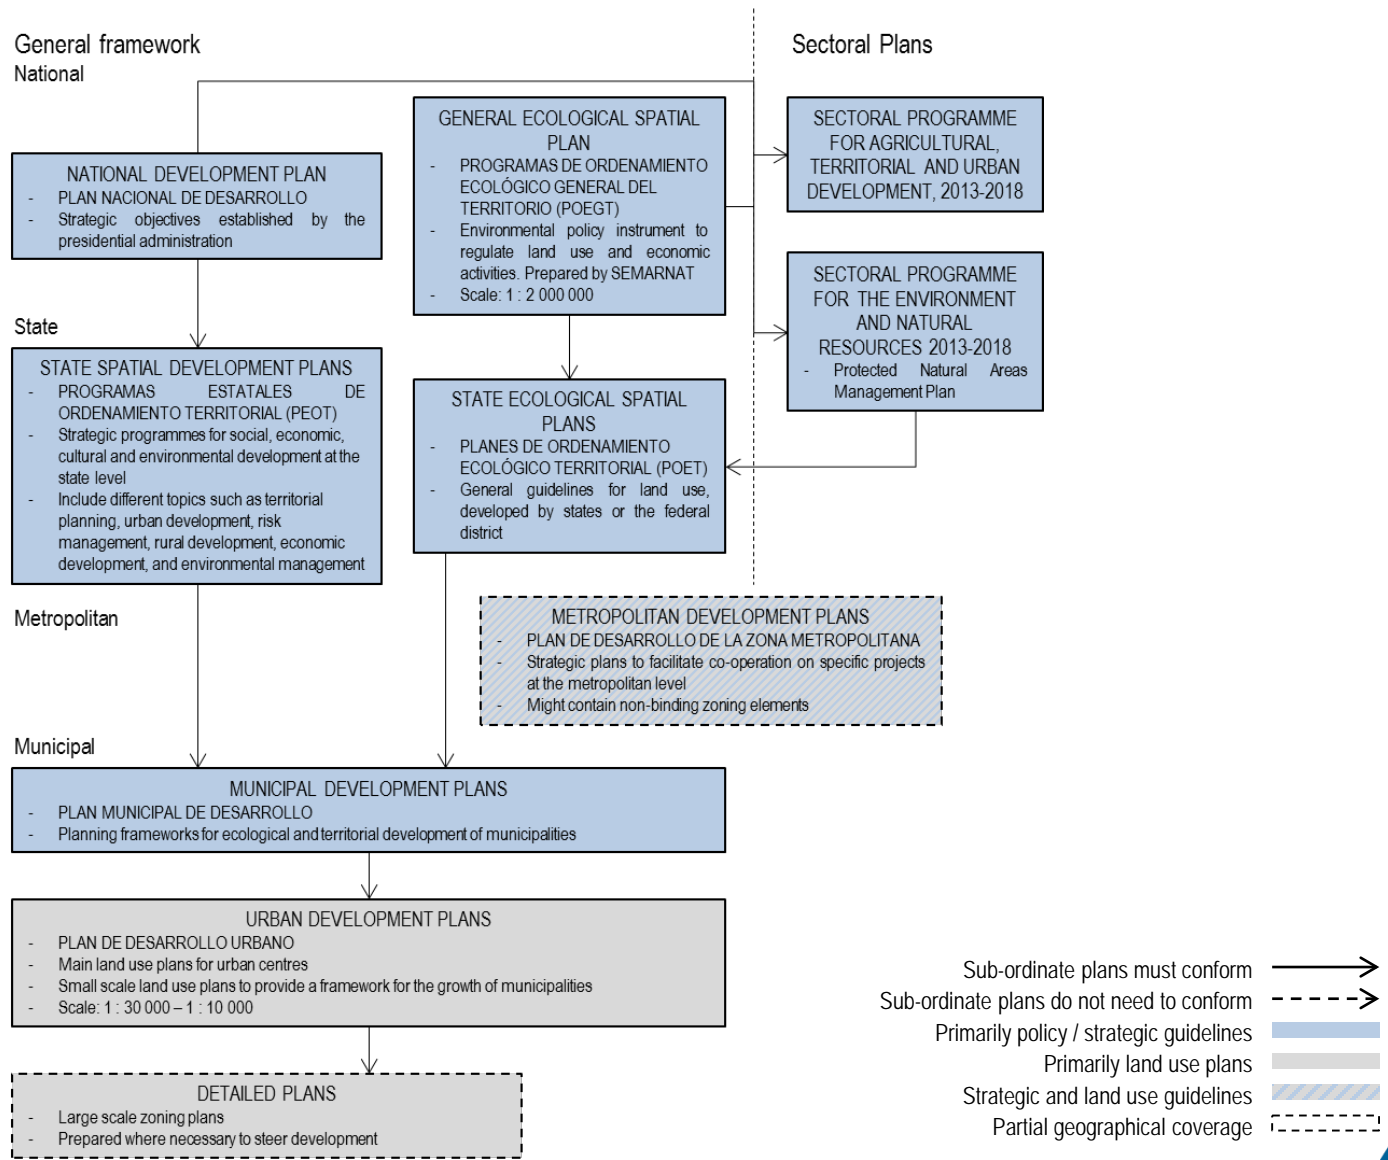 General framework
National
Sectoral Plans
NATIONAL DEVELOPMENT PLAN
- PLAN NACIONAL DE DESARROLLO
- Strategic objectives established by the
presidential administration
GENERAL ECOLOGICAL SPATIAL
PLAN
- PROGRAMAS DE ORDENAMIENTO
ECOLÓGICO GENERAL DEL
TERRITORIO (POEGT)
- Environmental policy instrument to
regulate land use and economic
activities. Prepared by SEMARNAT
- Scale: 1 : 2 000 000
SECTORAL PROGRAMME
FOR AGRICULTURAL,
TERRITORIAL AND URBAN
DEVELOPMENT, 2013-2018
SECTORAL PROGRAMME
FOR THE ENVIRONMENT
AND NATURAL
RESOURCES 2013-2018
- Protected Natural Areas
Management Plan
State
STATE SPATIAL DEVELOPMENT PLANS
- PROGRAMAS ESTATALES DE
ORDENAMIENTO TERRITORIAL (PEOT)
- Strategic programmes for social, economic,
cultural and environmental development at the
state level
- Include different topics such as territorial
planning, urban development, risk
management, rural development, economic
development, and environmental management
STATE ECOLOGICAL SPATIAL
PLANS
- PLANES DE ORDENAMIENTO
ECOLÓGICO TERRITORIAL (POET)
- General guidelines for land use,
developed by states or the federal
district
Metropolitan
METROPOLITAN DEVELOPMENT PLANS
- PLAN DE DESARROLLO DE LA ZONA METROPOLITANA
- Strategic plans to facilitate co-operation on specific projects
at the metropolitan level
- Might contain non-binding zoning elements
Municipal
MUNICIPAL DEVELOPMENT PLANS
- PLAN MUNICIPAL DE DESARROLLO
- Planning frameworks for ecological and territorial development of municipalities
URBAN DEVELOPMENT PLANS
- PLAN DE DESARROLLO URBANO
- Main land use plans for urban centres
- Small scale land use plans to provide a framework for the growth of municipalities
- Scale: 1 : 30 000 – 1 : 10 000
DETAILED PLANS
- Large scale zoning plans
- Prepared where necessary to steer development
Sub-ordinate plans must conform
Sub-ordinate plans do not need to conform
Primarily policy / strategic guidelines
Primarily land use plans
Strategic and land use guidelines
Partial geographical coverage